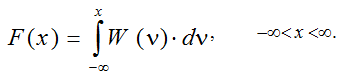 F(x) = ∫_{−∞}^{x} W (ν)· dν, −∞<x<∞.